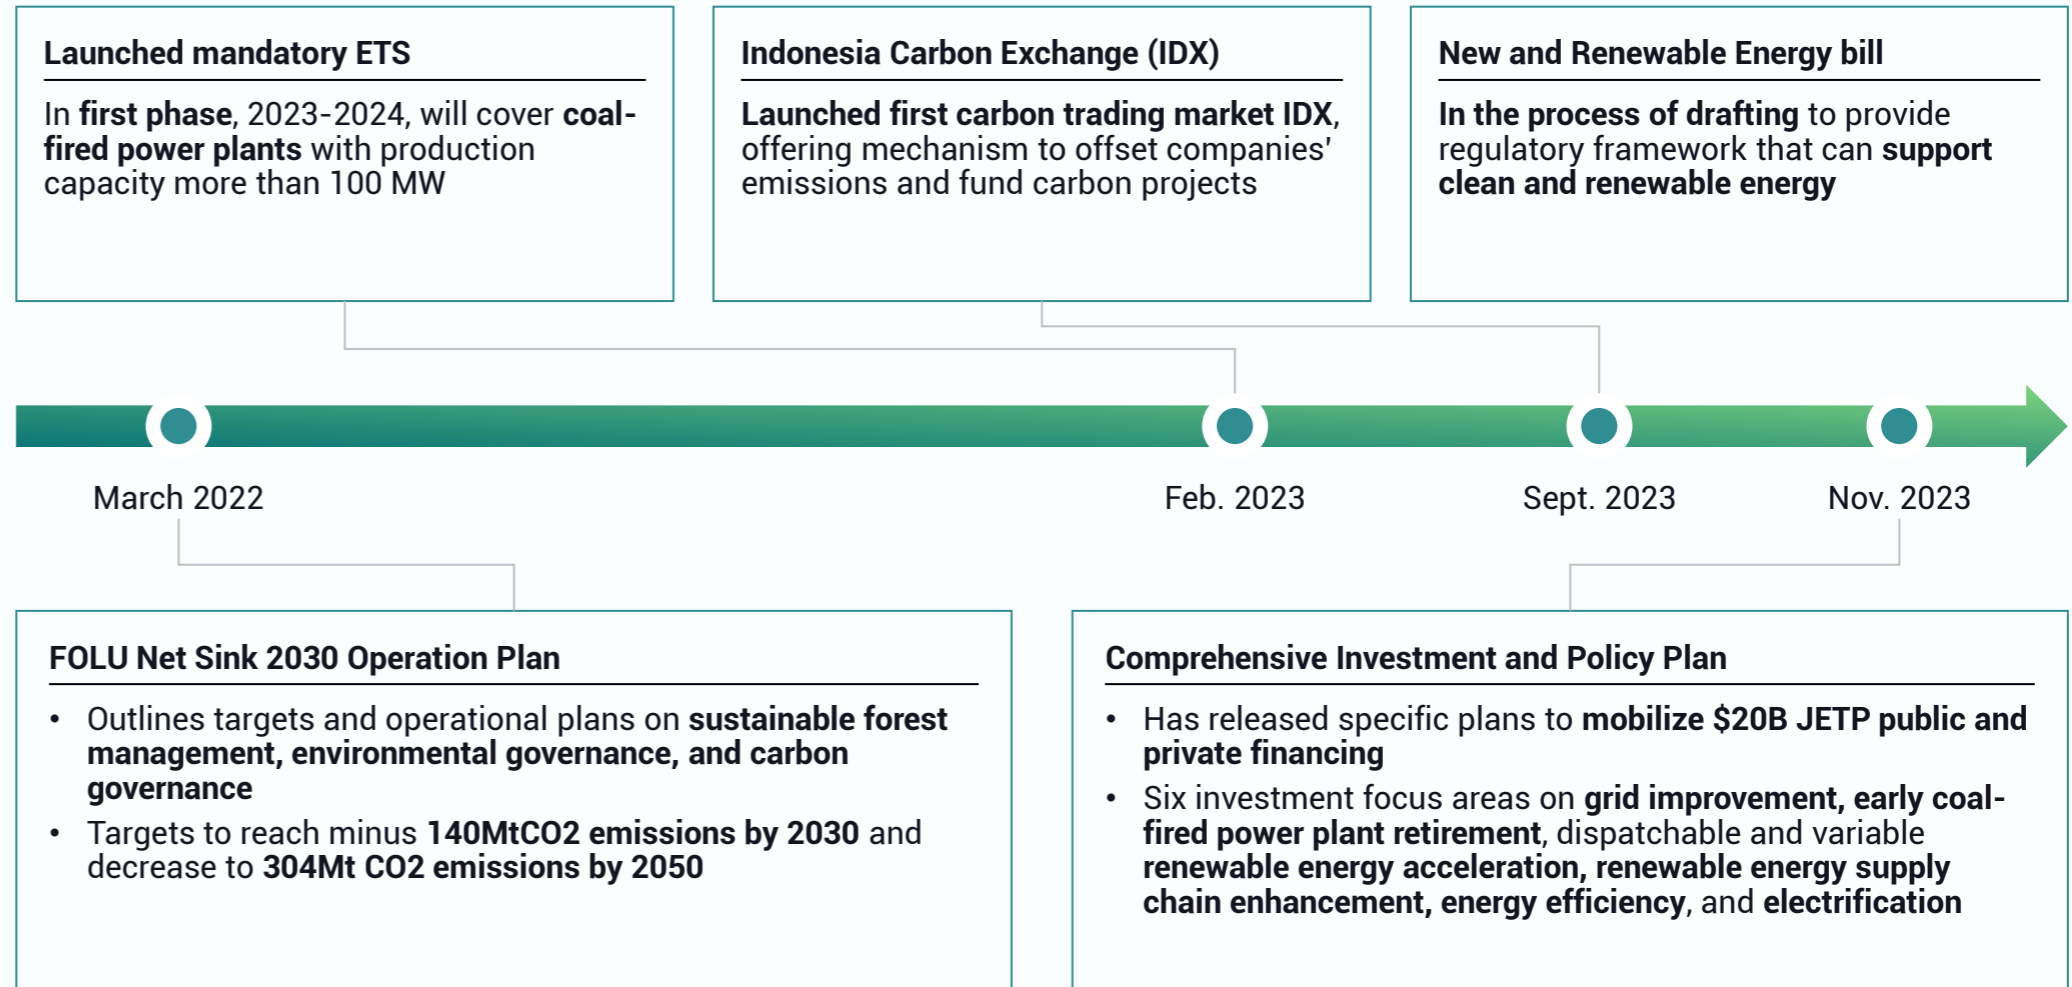 Launched mandatory ETS
In first phase, 2023-2024, will cover coal-
fired power plants with production
capacity more than 100 MW
Indonesia Carbon Exchange (IDX)
Launched first carbon trading market IDX,
offering mechanism to offset companies'
emissions and fund carbon projects
New and Renewable Energy bill
In the process of drafting to provide
regulatory framework that can support
clean and renewable energy
March 2022
Feb. 2023
Sept. 2023
Nov. 2023
FOLU Net Sink 2030 Operation Plan
• Outlines targets and operational plans on sustainable forest
management, environmental governance, and carbon
governance
• Targets to reach minus 140MtCO2 emissions by 2030 and
decrease to 304Mt CO2 emissions by 2050
Comprehensive Investment and Policy Plan
• Has released specific plans to mobilize $20B JETP public and
private financing
• Six investment focus areas on grid improvement, early coal-
fired power plant retirement, dispatchable and variable
renewable energy acceleration, renewable energy supply
chain enhancement, energy efficiency, and electrification